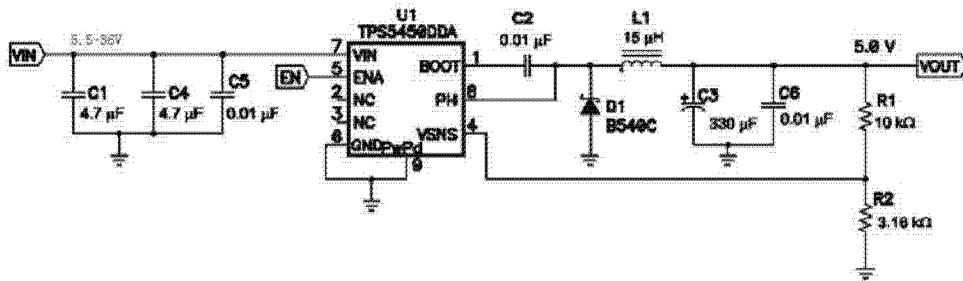 U1
TPS5450DDA
VIN
5.5-36V
7
VIN
EN
5
ENA
2
NC
3
NC
6
GND
PwPd
9
BOOT
1
PH
8
VSNS
4
C1
4.7 µF
C4
4.7 µF
C5
0.01 µF
C2
0.01 µF
L1
15 µH
D1
B540C
C3
330 µF
C6
0.01 µF
5.0 V
VOUT
R1
10 kΩ
R2
3.16 kΩ